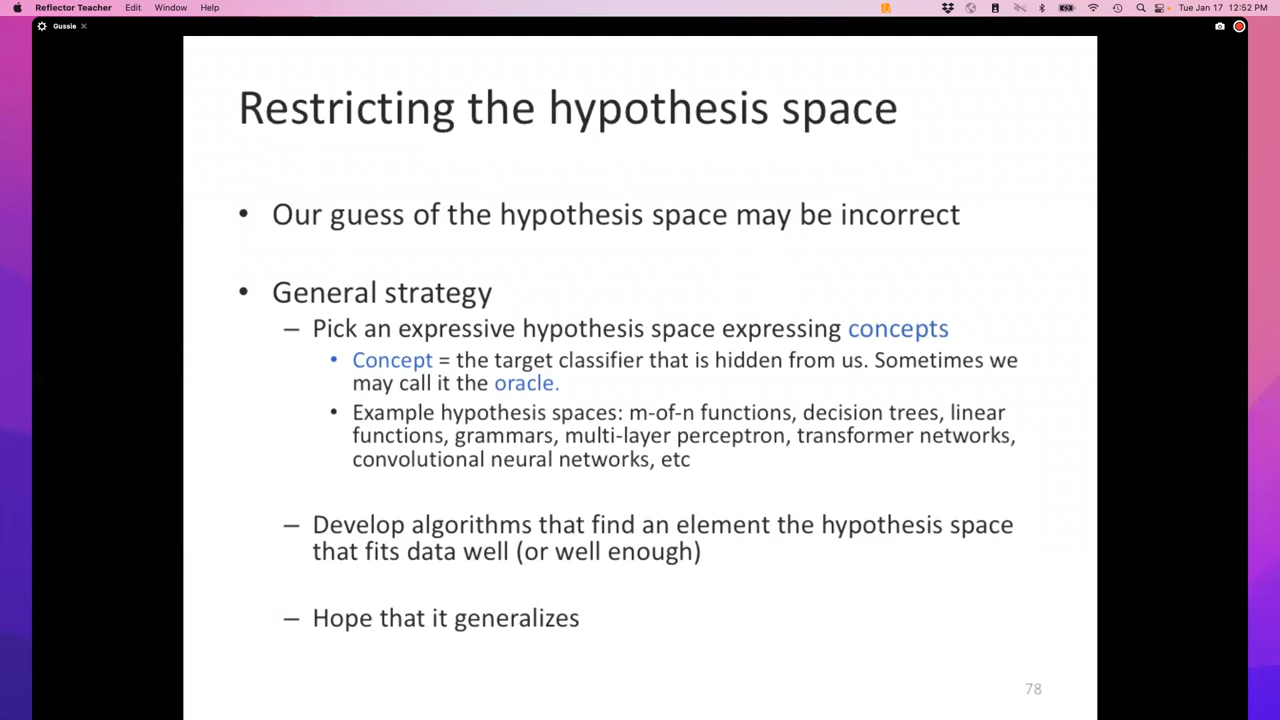 Reflector Teacher Edit Window Help Tue Jan 17 12:52 PM
Gussie
Restricting the hypothesis space
• Our guess of the hypothesis space may be incorrect
• General strategy
– Pick an expressive hypothesis space expressing concepts
• Concept = the target classifier that is hidden from us. Sometimes we
may call it the oracle.
• Example hypothesis spaces: m-of-n functions, decision trees, linear
functions, grammars, multi-layer perceptron, transformer networks,
convolutional neural networks, etc
– Develop algorithms that find an element the hypothesis space
that fits data well (or well enough)
– Hope that it generalizes
78